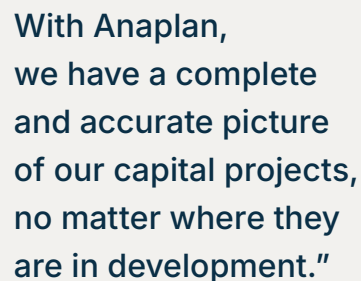 With Anaplan,
we have a complete
and accurate picture
of our capital projects,
no matter where they
are in development.”